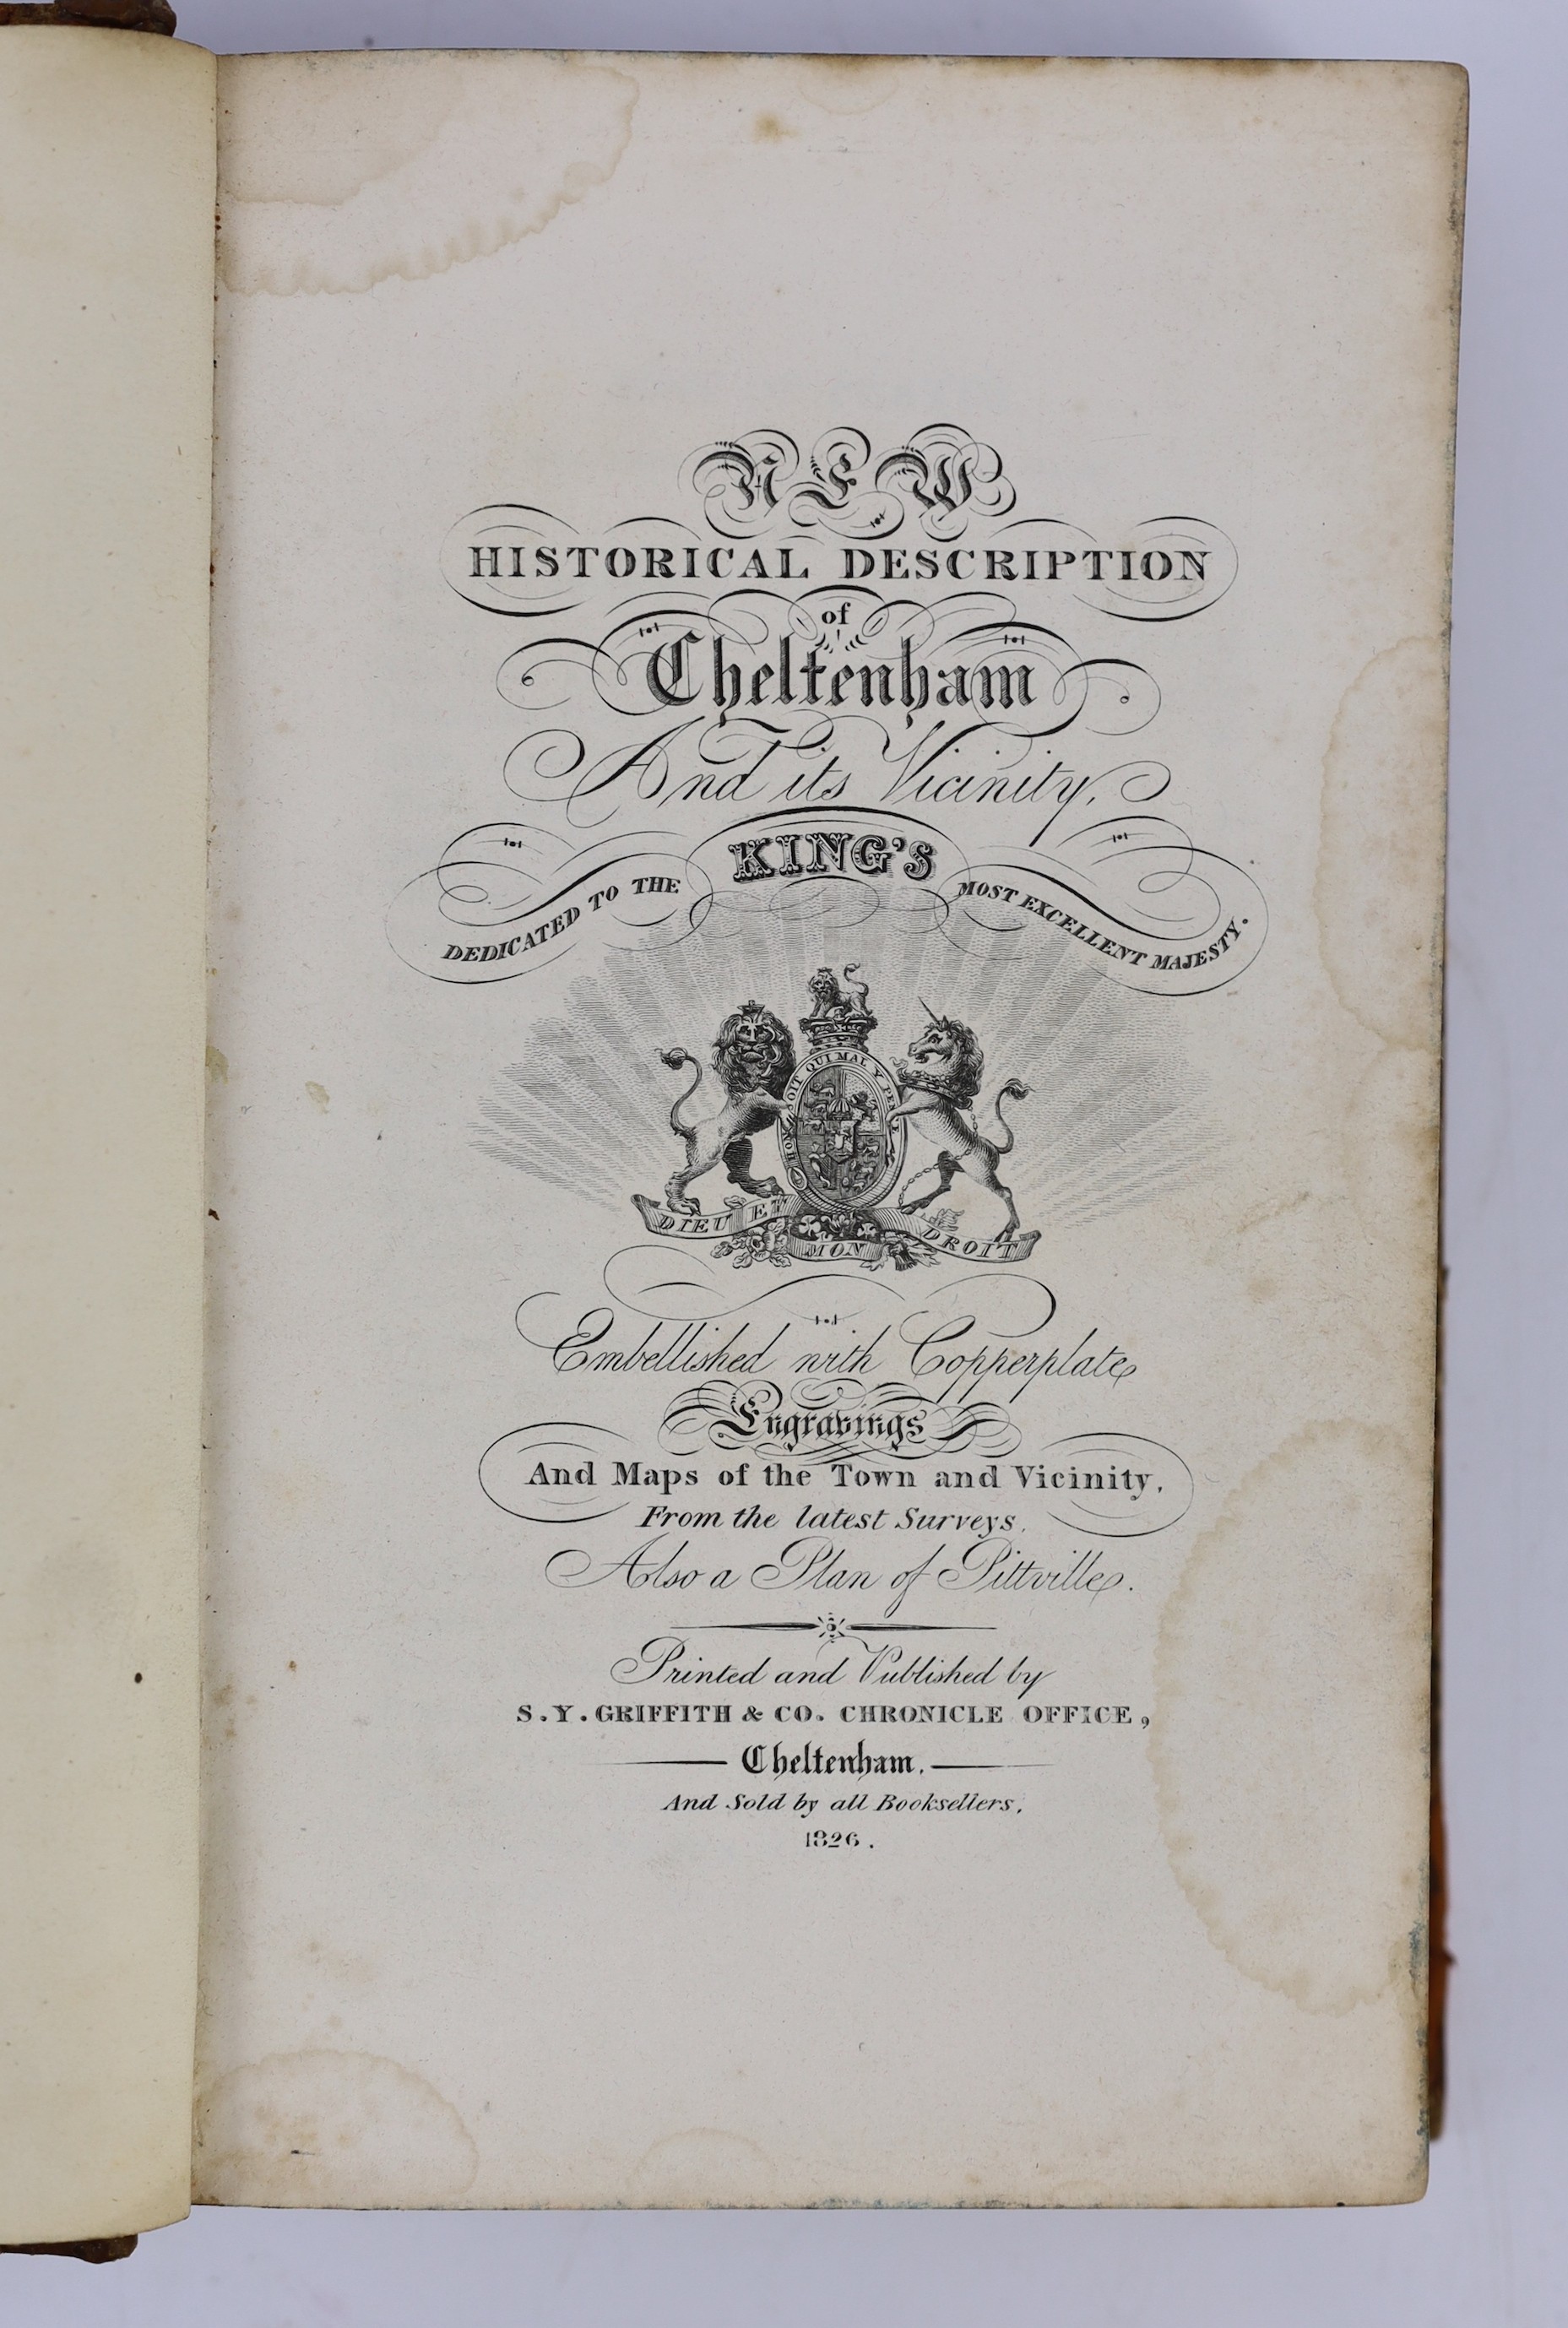 NEW
HISTORICAL DESCRIPTION
of
Cheltenham
And its Vicinity,
DEDICATED TO THE KING'S MOST EXCELLENT MAJESTY.
HONI SOIT QUI MAL Y PENSE
DIEU ET MON DROIT
Embellished with Copperplate
Engravings
And Maps of the Town and Vicinity,
From the latest Surveys.
Also a Plan of Pittville.
Printed and Published by
S.Y. GRIFFITH & CO. CHRONICLE OFFICE,
Cheltenham.
And Sold by all Booksellers,
1826.